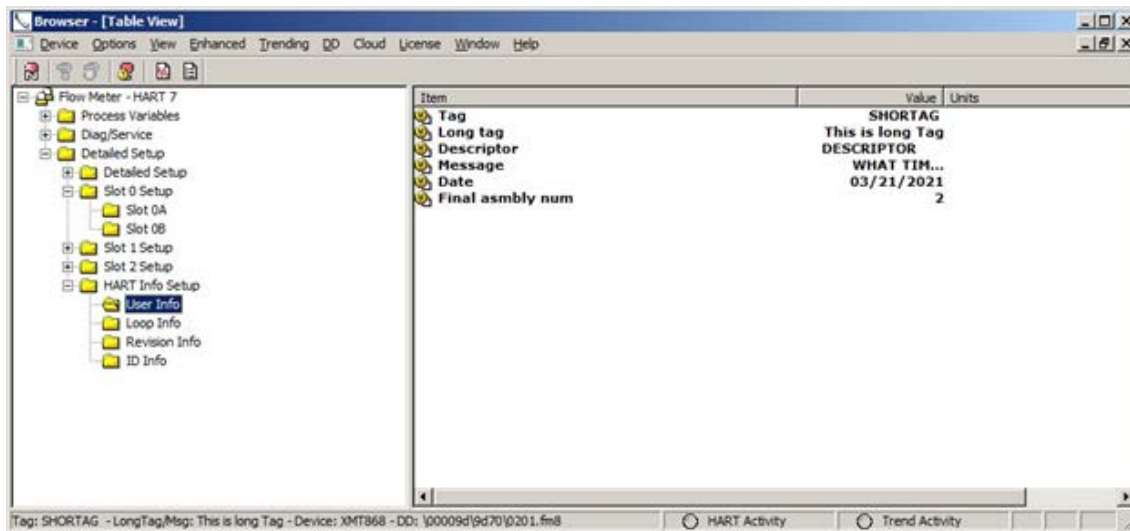 Browser - [Table View]
Device Options View Enhanced Trending DD Cloud License Window Help
Flow Meter - HART 7
Process Variables
Diag/Service
Detailed Setup
Detailed Setup
Slot 0 Setup
Slot 0A
Slot 0B
Slot 1 Setup
Slot 2 Setup
HART Info Setup
User Info
Loop Info
Revision Info
ID Info
Item Value Units
Tag SHORTAG
Long tag This is long Tag
Descriptor DESCRIPTOR
Message WHAT TIM...
Date 03/21/2021
Final asmbly num 2
Tag: SHORTAG - LongTag/Msg: This is long Tag - Device: XMT868 - DD: \00009d\9d70\0201.fm8 HART Activity Trend Activity